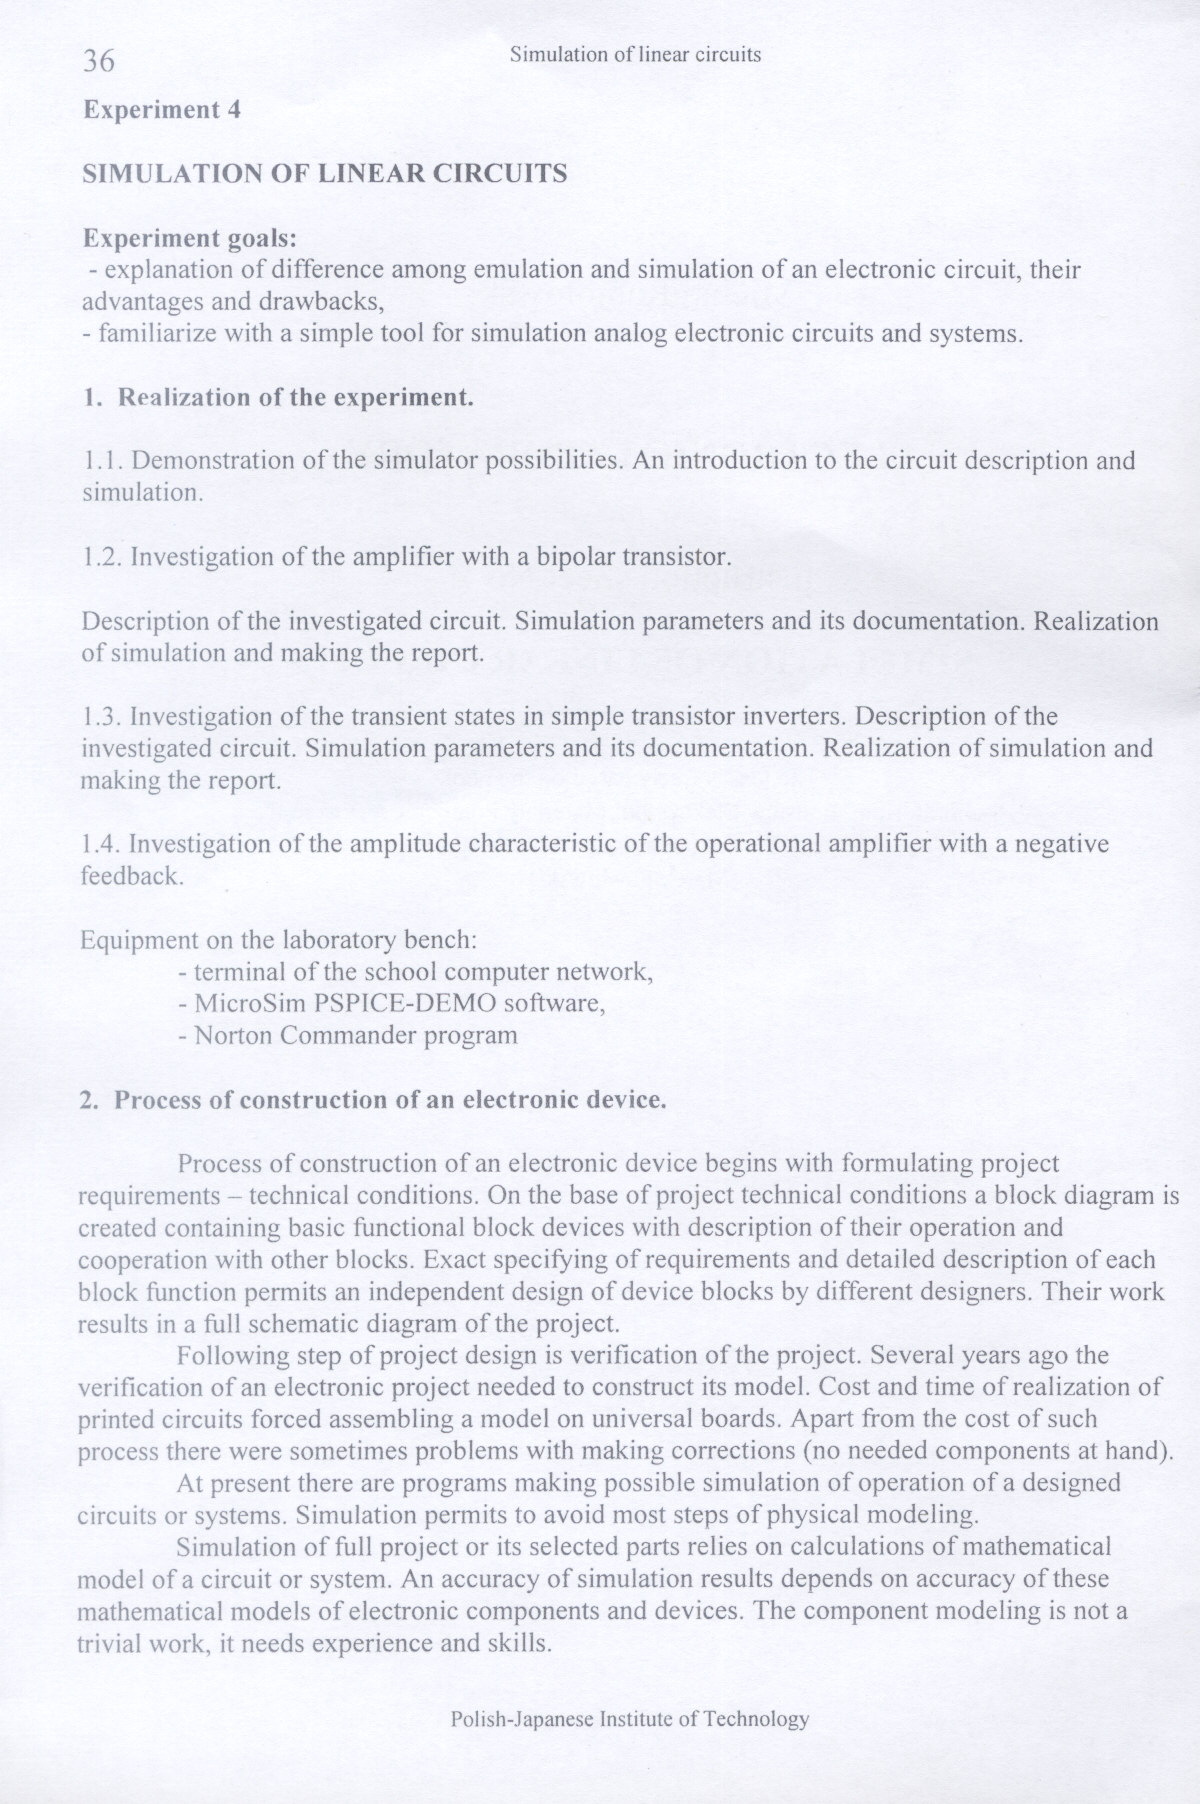 36
Simulation of linear circuits
Experiment 4
SIMULATION OF LINEAR CIRCUITS
Experiment goals:
- explanation of difference among emulation and simulation of an electronic circuit, their
advantages and drawbacks,
- familiarize with a simple tool for simulation analog electronic circuits and systems.
1. Realization of the experiment.
1.1. Demonstration of the simulator possibilities. An introduction to the circuit description and
simulation.
1.2. Investigation of the amplifier with a bipolar transistor.
Description of the investigated circuit. Simulation parameters and its documentation. Realization
of simulation and making the report.
1.3. Investigation of the transient states in simple transistor inverters. Description of the
investigated circuit. Simulation parameters and its documentation. Realization of simulation and
making the report.
1.4. Investigation of the amplitude characteristic of the operational amplifier with a negative
feedback.
Equipment on the laboratory bench:
- terminal of the school computer network,
- MicroSim PSPICE-DEMO software,
- Norton Commander program
2. Process of construction of an electronic device.
Process of construction of an electronic device begins with formulating project
requirements – technical conditions. On the base of project technical conditions a block diagram is
created containing basic functional block devices with description of their operation and
cooperation with other blocks. Exact specifying of requirements and detailed description of each
block function permits an independent design of device blocks by different designers. Their work
results in a full schematic diagram of the project.
Following step of project design is verification of the project. Several years ago the
verification of an electronic project needed to construct its model. Cost and time of realization of
printed circuits forced assembling a model on universal boards. Apart from the cost of such
process there were sometimes problems with making corrections (no needed components at hand).
At present there are programs making possible simulation of operation of a designed
circuits or systems. Simulation permits to avoid most steps of physical modeling.
Simulation of full project or its selected parts relies on calculations of mathematical
model of a circuit or system. An accuracy of simulation results depends on accuracy of these
mathematical models of electronic components and devices. The component modeling is not a
trivial work, it needs experience and skills.
Polish-Japanese Institute of Technology